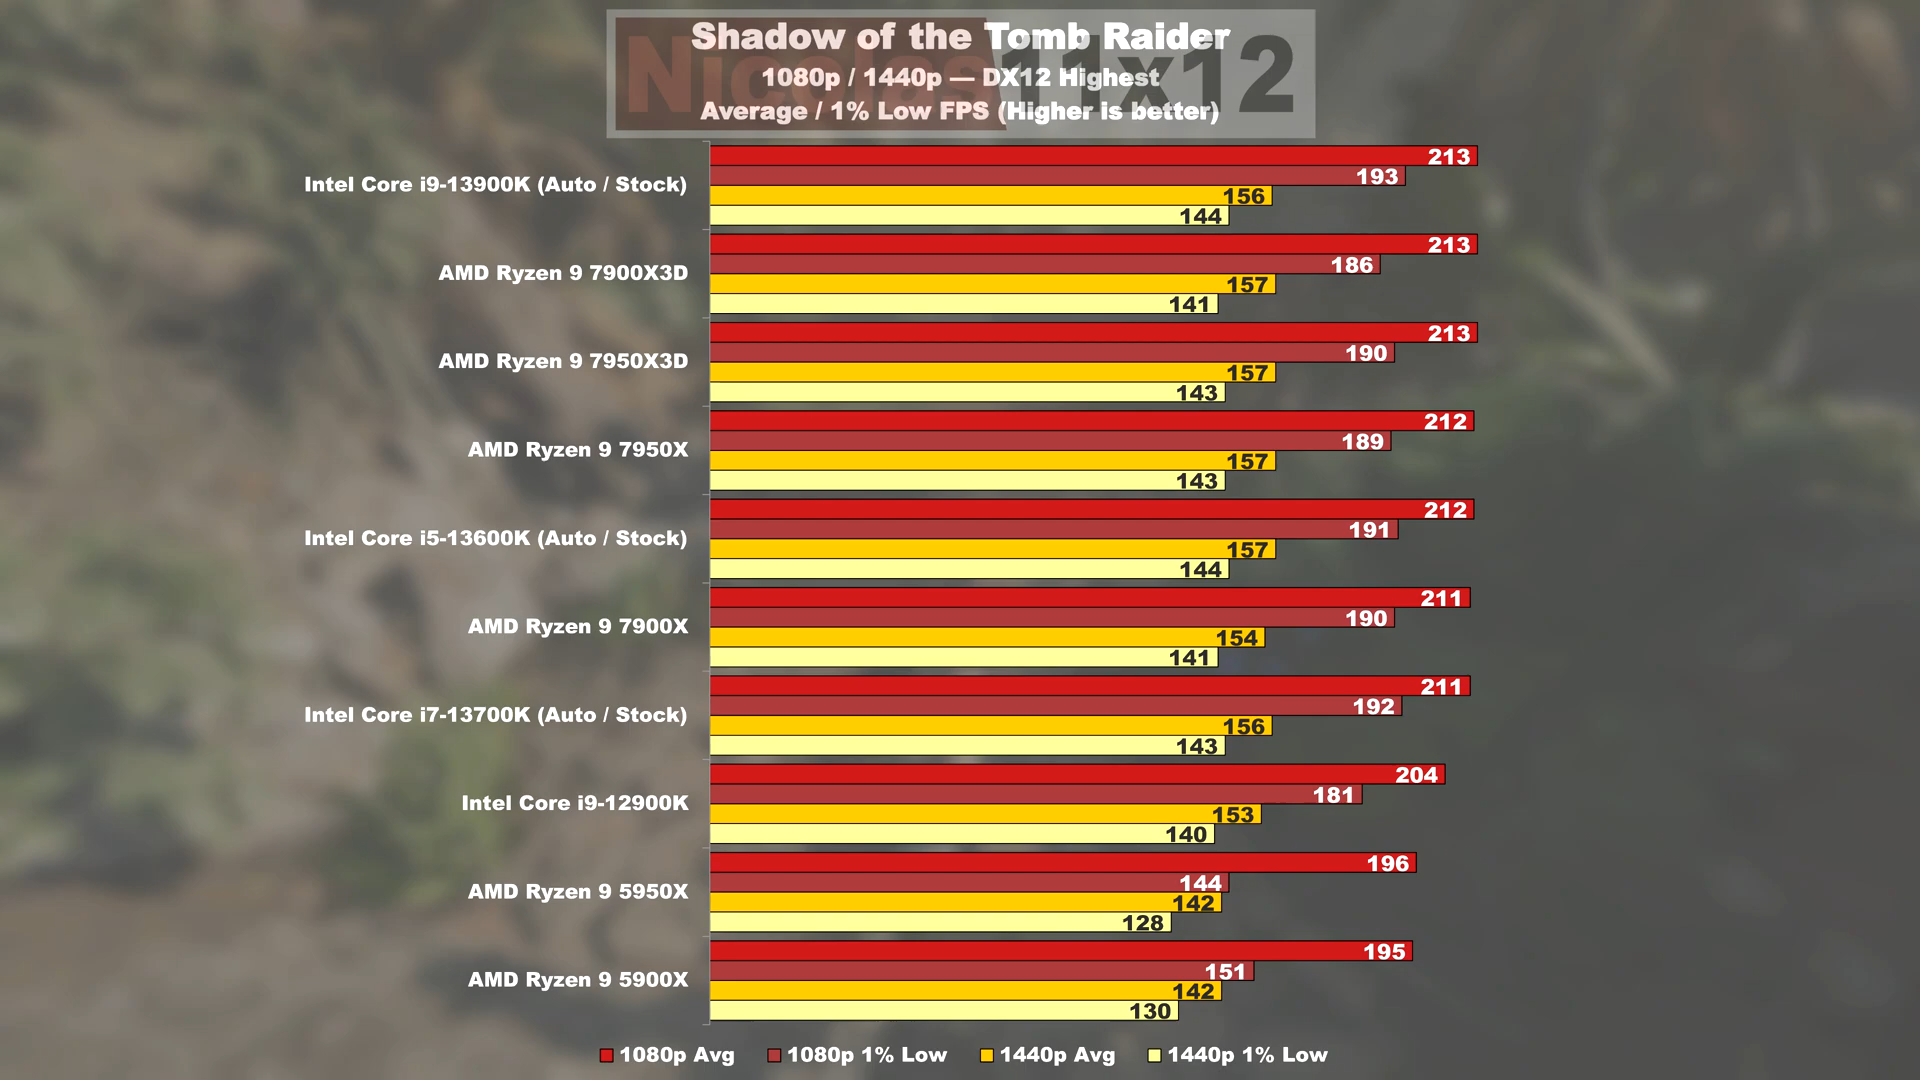 Nicolas11x12
Shadow of the Tomb Raider
1080p / 1440p — DX12 Highest
Average / 1% Low FPS (Higher is better)
Intel Core i9-13900K (Auto / Stock)
213
193
156
144
AMD Ryzen 9 7900X3D
213
186
157
141
AMD Ryzen 9 7950X3D
213
190
157
143
AMD Ryzen 9 7950X
212
189
157
143
Intel Core i5-13600K (Auto / Stock)
212
191
157
144
AMD Ryzen 9 7900X
211
190
154
141
Intel Core i7-13700K (Auto / Stock)
211
192
156
143
Intel Core i9-12900K
204
181
153
140
AMD Ryzen 9 5950X
196
144
142
128
AMD Ryzen 9 5900X
195
151
142
130
1080p Avg 1080p 1% Low 1440p Avg 1440p 1% Low